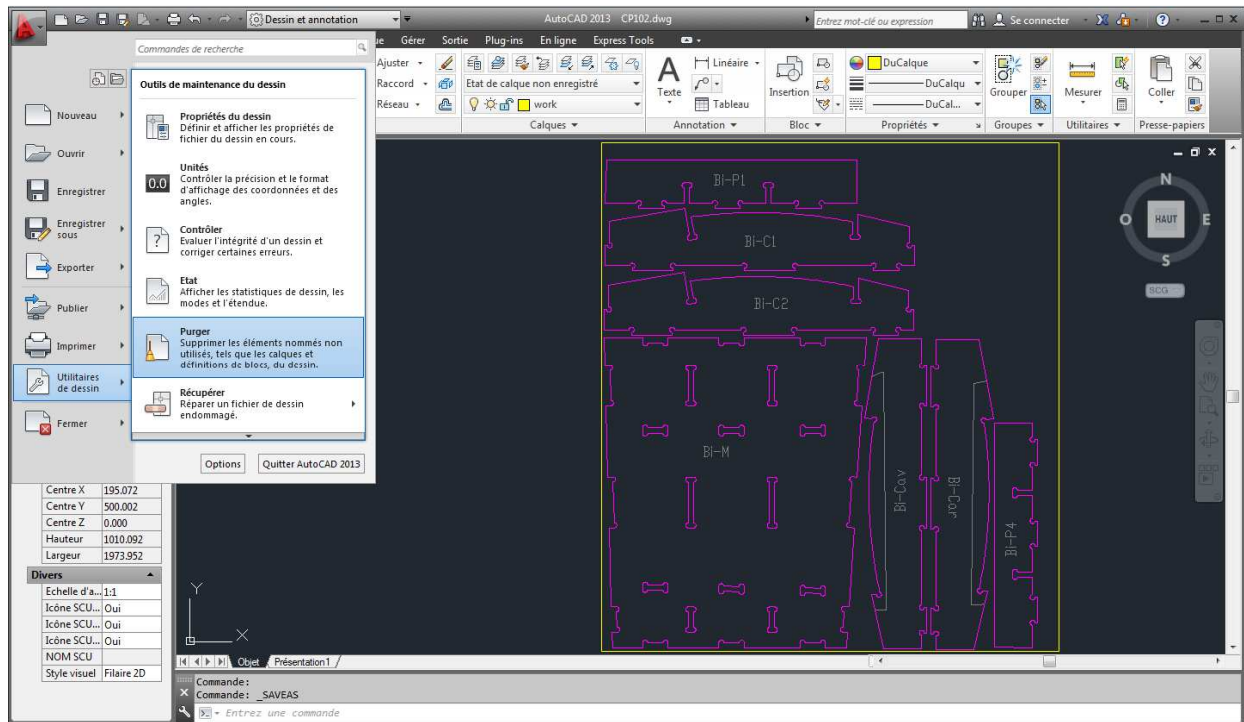 Dessin et annotation
AutoCAD 2013 CP102.dwg
Entrez mot-clé ou expression
Se connecter
Commandes de recherche
ue Gérer Sortie Plug-ins En ligne Express Tools
Outils de maintenance du dessin
Nouveau
Ouvrir
Enregistrer
Enregistrer
sous
Exporter
Publier
Imprimer
Utilitaires
de dessin
Fermer
Propriétés du dessin
Définir et afficher les propriétés de
fichier du dessin en cours.
0.0
Unités
Contrôler la précision et le format
d'affichage des coordonnées et des
angles.
Contrôler
Evaluer l'intégrité d'un dessin et
corriger certaines erreurs.
Etat
Afficher les statistiques de dessin, les
modes et l'étendue.
Purger
Supprimer les éléments nommés non
utilisés, tels que les calques et
définitions de blocs, du dessin.
Récupérer
Réparer un fichier de dessin
endommagé.
Options
Quitter AutoCAD 2013
Ajuster
Raccord
Réseau
Etat de calque non enregistré
work
Calques
A
Texte
Linéaire
Tableau
Annotation
Insertion
Bloc
DuCalque
DuCalqu
DuCal...
Propriétés
Grouper
Groupes
Mesurer
Utilitaires
Coller
Presse-papiers
Bi-P1
Bi-C1
Bi-C2
Bi-M
Bi-Cav
Bi-Cor
Bi-P4
N
O
HAUT
E
S
SCG
Centre X 195.072
Centre Y 500.002
Centre Z 0.000
Hauteur 1010.092
Largeur 1973.952
Divers
Echelle d'a... 1:1
Icône SCU... Oui
Icône SCU... Oui
Icône SCU... Oui
NOM SCU
Style visuel Filaire 2D
Y
X
Objet Présentation1
Commande:
Commande: _SAVEAS
Entrez une commande